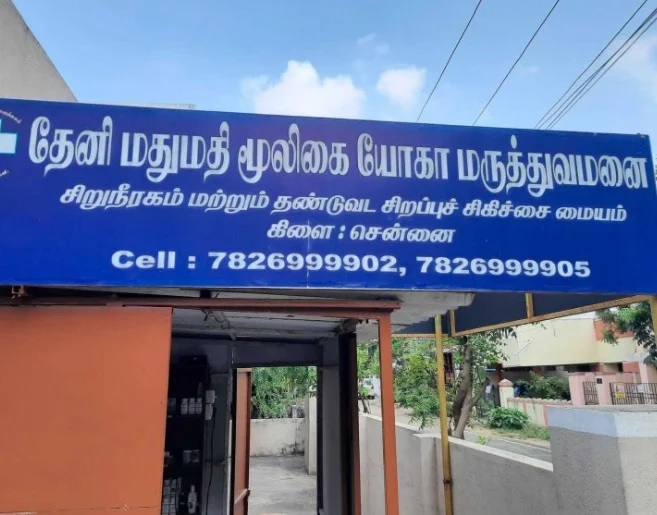 தேனி மதுமதி மூலிகை யோகா மருத்துவமனை
சிறுநீரகம் மற்றும் தண்டுவட சிறப்புச் சிகிச்சை மையம்
கிளை : சென்னை
Cell : 7826999902, 7826999905